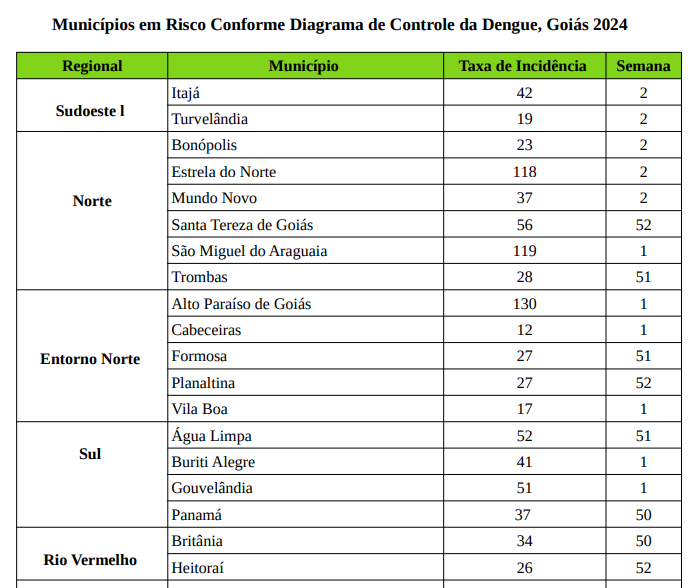 Municípios em Risco Conforme Diagrama de Controle da Dengue, Goiás 2024
Regional Município Taxa de Incidência Semana
Sudoeste l
Itajá 42 2
Turvelândia 19 2
Norte
Bonópolis 23 2
Estrela do Norte 118 2
Mundo Novo 37 2
Santa Tereza de Goiás 56 52
São Miguel do Araguaia 119 1
Trombas 28 51
Entorno Norte
Alto Paraíso de Goiás 130 1
Cabeceiras 12 1
Formosa 27 51
Planaltina 27 52
Vila Boa 17 1
Sul
Água Limpa 52 51
Buriti Alegre 41 1
Gouvelândia 51 1
Panamá 37 50
Rio Vermelho
Britânia 34 50
Heitoraí 26 52